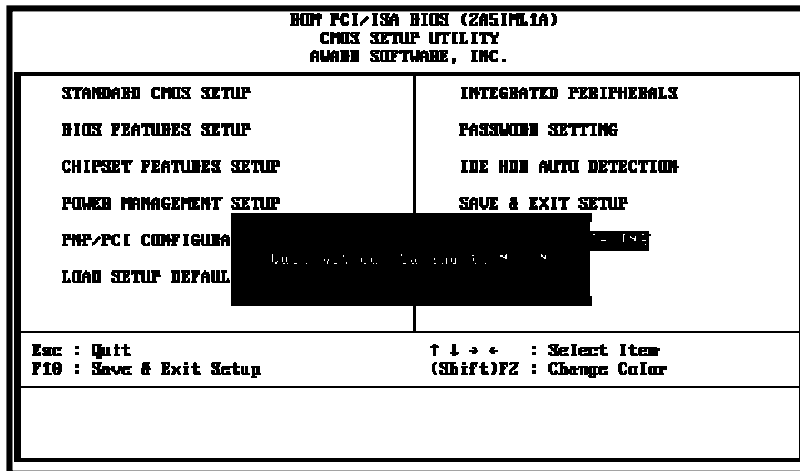 ROM PCI/ISA BIOS (ZA5IML1A)
CMOS SETUP UTILITY
AWARD SOFTWARE, INC.
STANDARD CMOS SETUP
INTEGRATED PERIPHERALS
BIOS FEATURES SETUP
PASSWORD SETTING
CHIPSET FEATURES SETUP
IDE HDD AUTO DETECTION
POWER MANAGEMENT SETUP
SAVE & EXIT SETUP
PNP/PCI CONFIGURA
LOAD SETUP DEFAUL
Quit
Esc : Quit
↑ ↓ → ← : Select Item
F10 : Save & Exit Setup
(Shift)F2 : Change Color